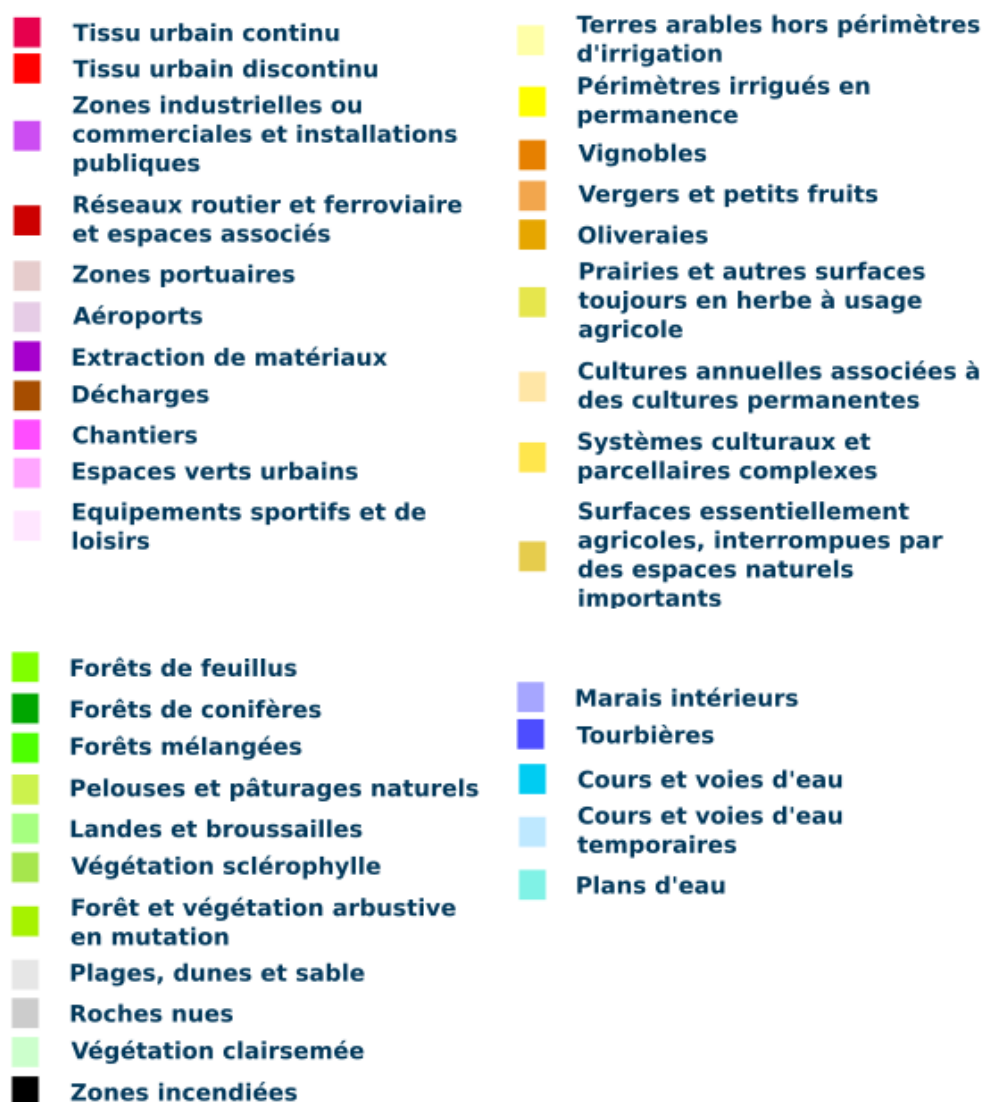 Tissu urbain continu
Tissu urbain discontinu
Zones industrielles ou
commerciales et installations
publiques
Réseaux routier et ferroviaire
et espaces associés
Zones portuaires
Aéroports
Extraction de matériaux
Décharges
Chantiers
Espaces verts urbains
Equipements sportifs et de
loisirs
Terres arables hors périmètres
d'irrigation
Périmètres irrigués en
permanence
Vignobles
Vergers et petits fruits
Oliveraies
Prairies et autres surfaces
toujours en herbe à usage
agricole
Cultures annuelles associées à
des cultures permanentes
Systèmes culturaux et
parcellaires complexes
Surfaces essentiellement
agricoles, interrompues par
des espaces naturels
importants
Forêts de feuillus
Forêts de conifères
Forêts mélangées
Pelouses et pâturages naturels
Landes et broussailles
Végétation sclérophylle
Forêt et végétation arbustive
en mutation
Plages, dunes et sable
Roches nues
Végétation clairsemée
Zones incendiées
Marais intérieurs
Tourbières
Cours et voies d'eau
Cours et voies d'eau
temporaires
Plans d'eau